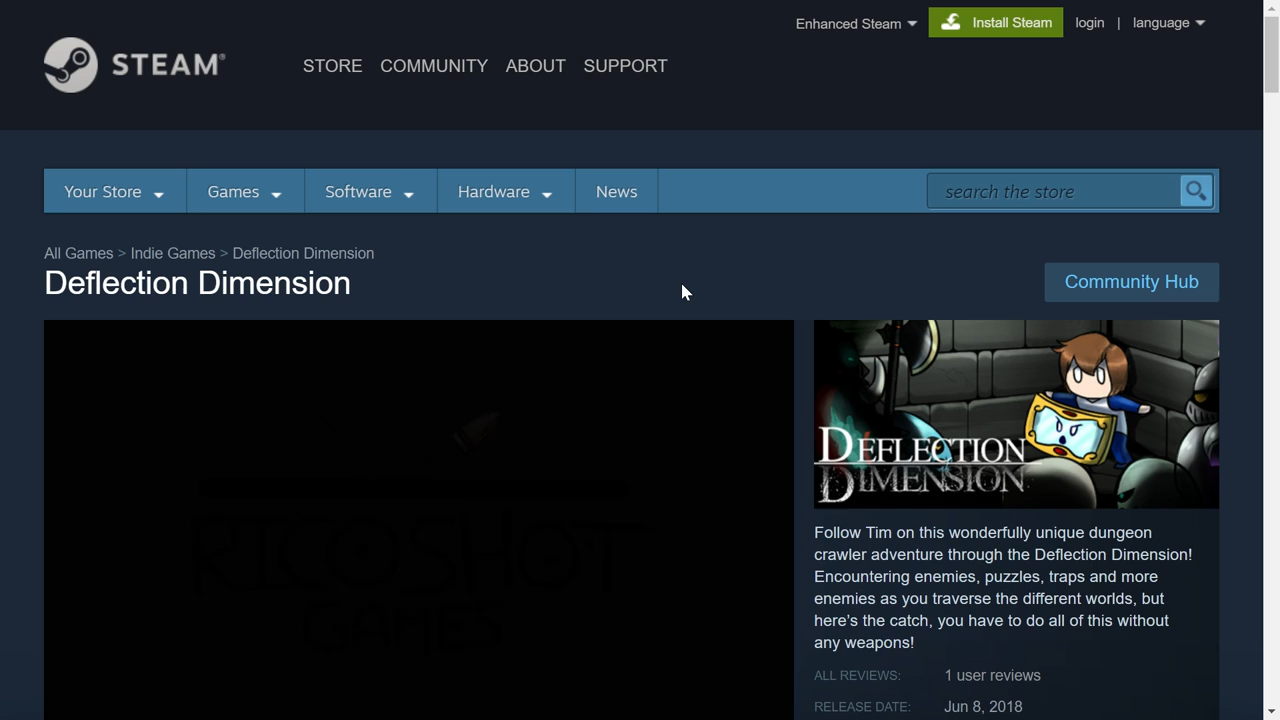 Enhanced Steam
Install Steam
login | language
STEAM®
STORE COMMUNITY ABOUT SUPPORT
Your Store Games Software Hardware News
search the store
All Games > Indie Games > Deflection Dimension
Deflection Dimension
Community Hub
RICOSHOT
GAMES
DEFLECTION
DIMENSION
Follow Tim on this wonderfully unique dungeon
crawler adventure through the Deflection Dimension!
Encountering enemies, puzzles, traps and more
enemies as you traverse the different worlds, but
here's the catch, you have to do all of this without
any weapons!
ALL REVIEWS: 1 user reviews
RELEASE DATE: Jun 8, 2018